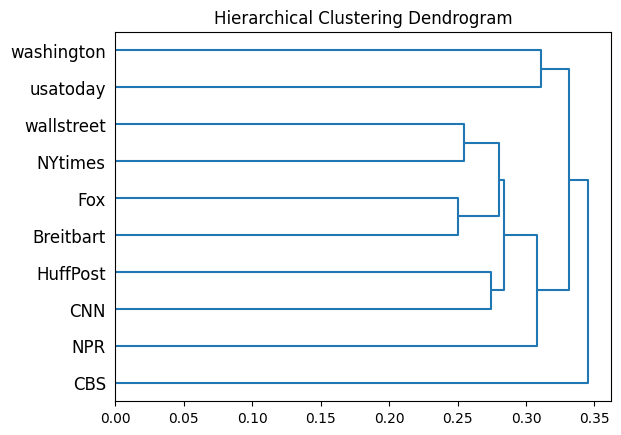 Hierarchical Clustering Dendrogram
washington
usatoday
wallstreet
NYtimes
Fox
Breitbart
HuffPost
CNN
NPR
CBS
0.00 0.05 0.10 0.15 0.20 0.25 0.30 0.35